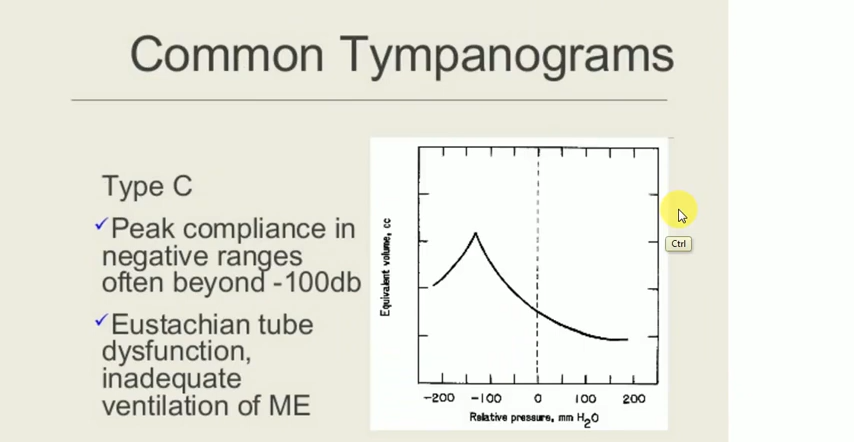 Common Tympanograms
Type C
✓Peak compliance in
negative ranges
often beyond -100db
✓Eustachian tube
dysfunction,
inadequate
ventilation of ME
Equivalent volume, cc
-200 -100 0 100 200
Relative pressure, mm H2O
Ctrl